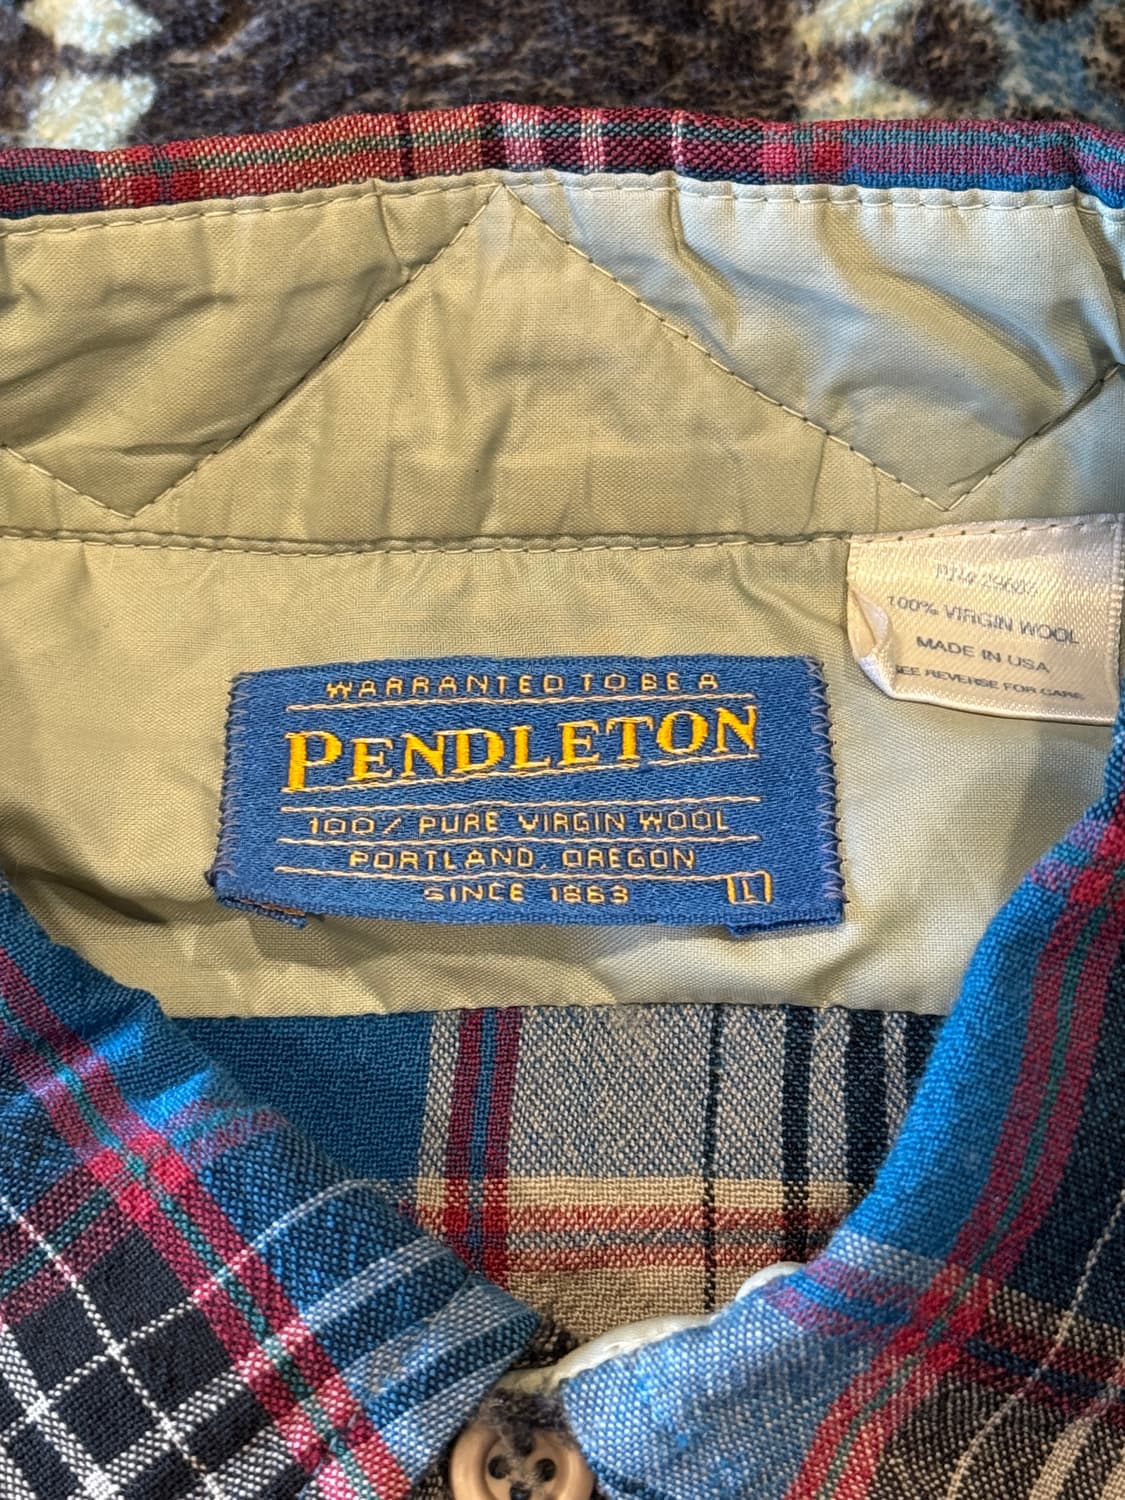 100% VIRGIN WOOL
MADE IN USA
SEE REVERSE FOR CARE
WARRANTED TO BE A
PENDLETON
100% PURE VIRGIN WOOL
PORTLAND, OREGON
SINCE 1863
L